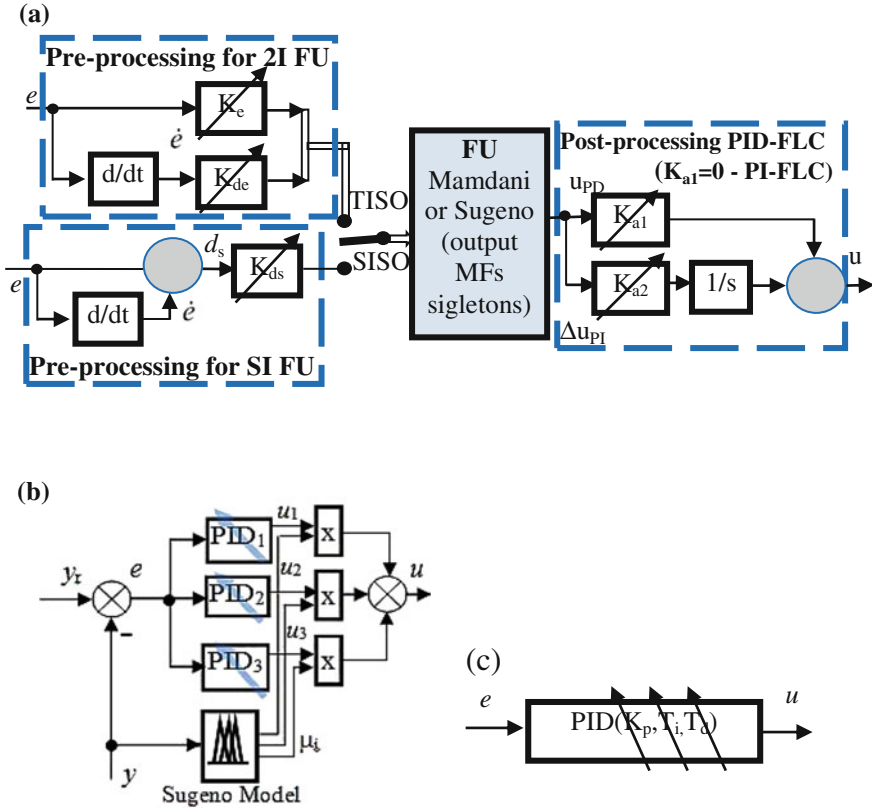 (a)
Pre-processing for 2I FU
e
K_e
ė
d/dt
K_de
TISO
SISO
e
d_s
K_ds
d/dt
ė
Pre-processing for SI FU
FU
Mamdani
or Sugeno
(output
MFs
sigletons)
Post-processing PID-FLC
(K_a1=0 - PI-FLC)
u_PD
K_a1
K_a2
1/s
Δu_PI
u
(b)
y_r
e
-
PID_1
PID_2
PID_3
u_1
u_2
u_3
x
x
x
u
μ_i
y
Sugeno Model
(c)
e
PID(K_p,T_i,T_d)
u